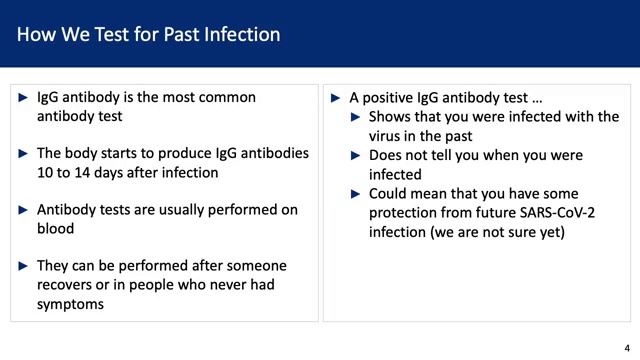 How We Test for Past Infection
► IgG antibody is the most common
antibody test
► The body starts to produce IgG antibodies
10 to 14 days after infection
► Antibody tests are usually performed on
blood
► They can be performed after someone
recovers or in people who never had
symptoms
► A positive IgG antibody test …
► Shows that you were infected with the
virus in the past
► Does not tell you when you were
infected
► Could mean that you have some
protection from future SARS-CoV-2
infection (we are not sure yet)
4